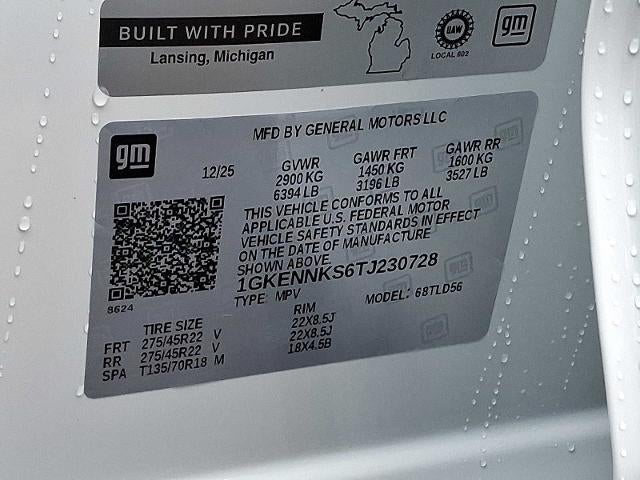 BUILT WITH PRIDE
Lansing, Michigan
UAW
LOCAL 602
gm
MFD BY GENERAL MOTORS LLC
gm
12/25
GVWR GAWR FRT GAWR RR
2900 KG 1450 KG 1600 KG
6394 LB 3196 LB 3527 LB
THIS VEHICLE CONFORMS TO ALL
APPLICABLE U.S. FEDERAL MOTOR
VEHICLE SAFETY STANDARDS IN EFFECT
ON THE DATE OF MANUFACTURE
SHOWN ABOVE.
1GKENNKS6TJ230728
TYPE: MPV MODEL: 68TLD56
8624
TIRE SIZE RIM
FRT 275/45R22 V 22X8.5J
RR 275/45R22 V 22X8.5J
SPA T135/70R18 M 18X4.5B